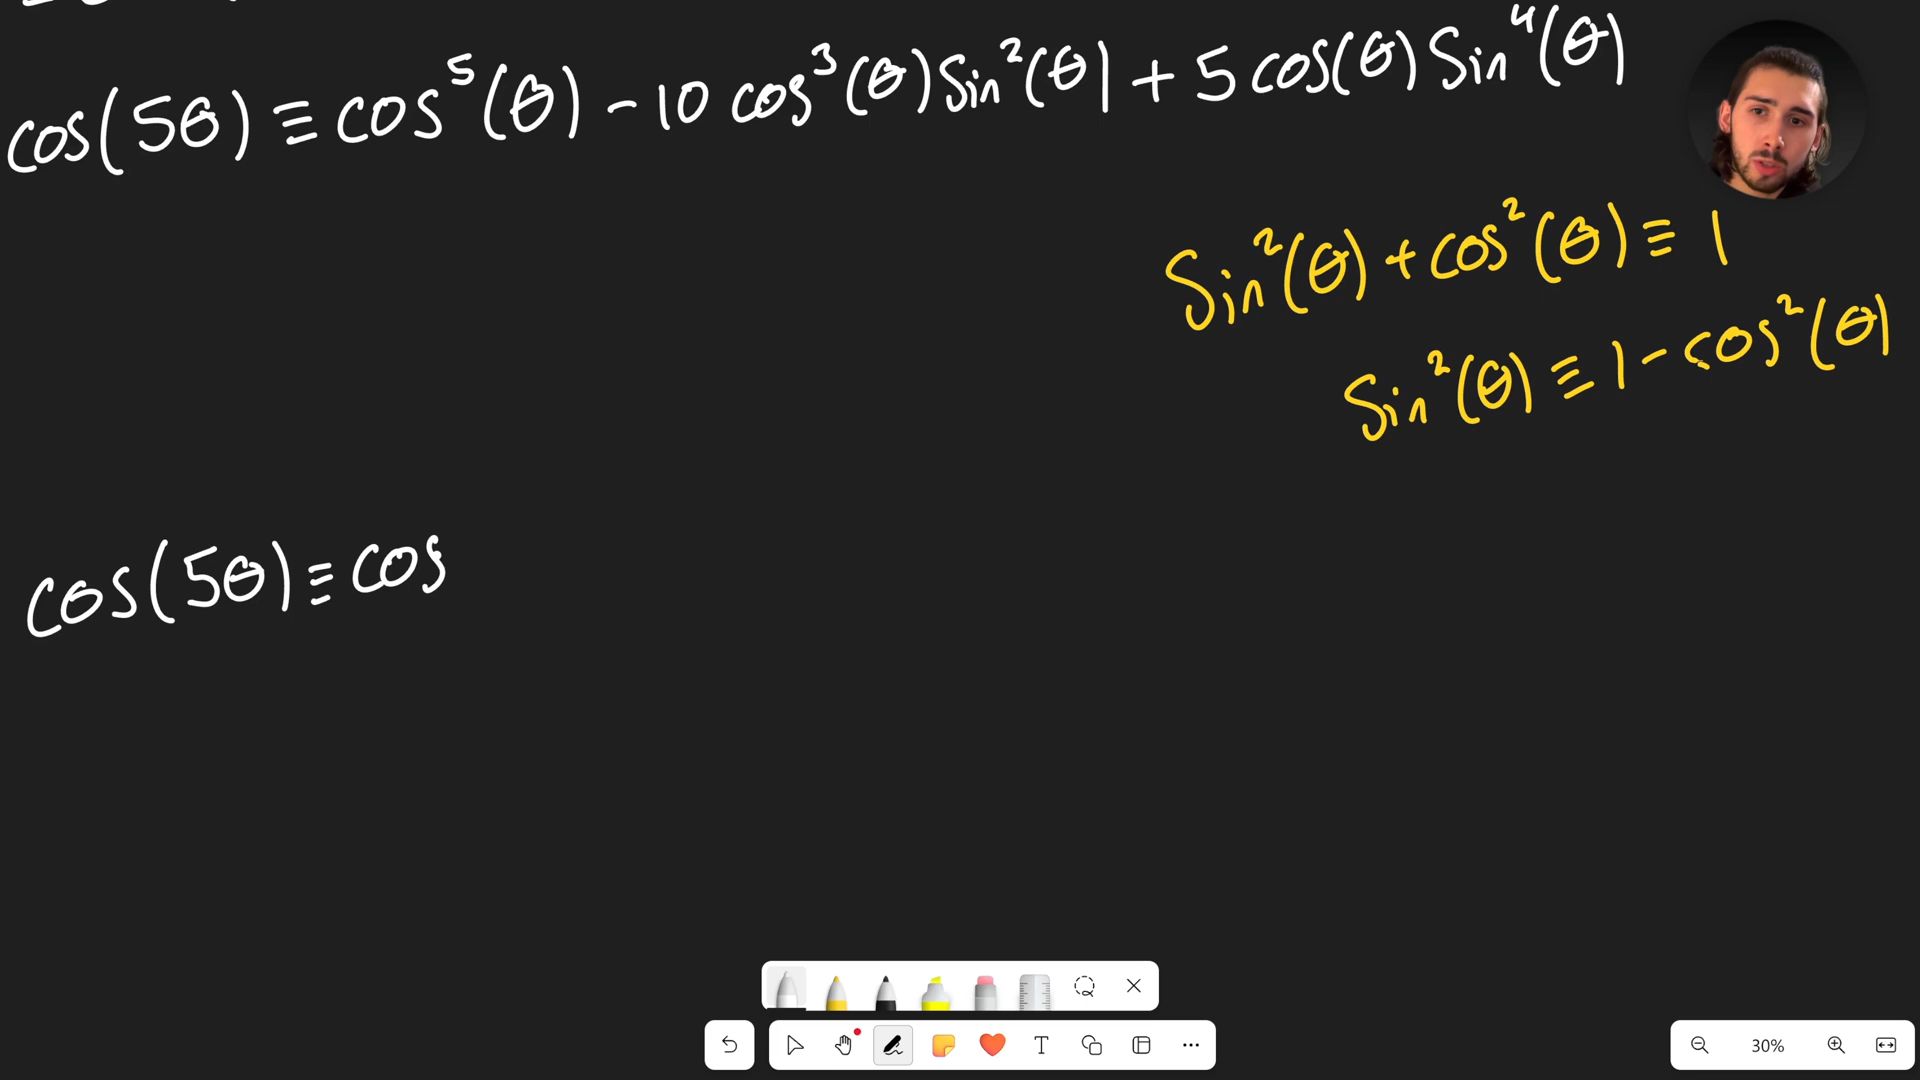 cos(5θ) ≡ cos⁵(θ) - 10 cos³(θ) Sin²(θ) + 5 cos(θ) Sin⁴(θ)
Sin²(θ) + cos²(θ) ≡ 1
Sin²(θ) ≡ 1 - cos²(θ)
cos(5θ) ≡ cos
T
30%